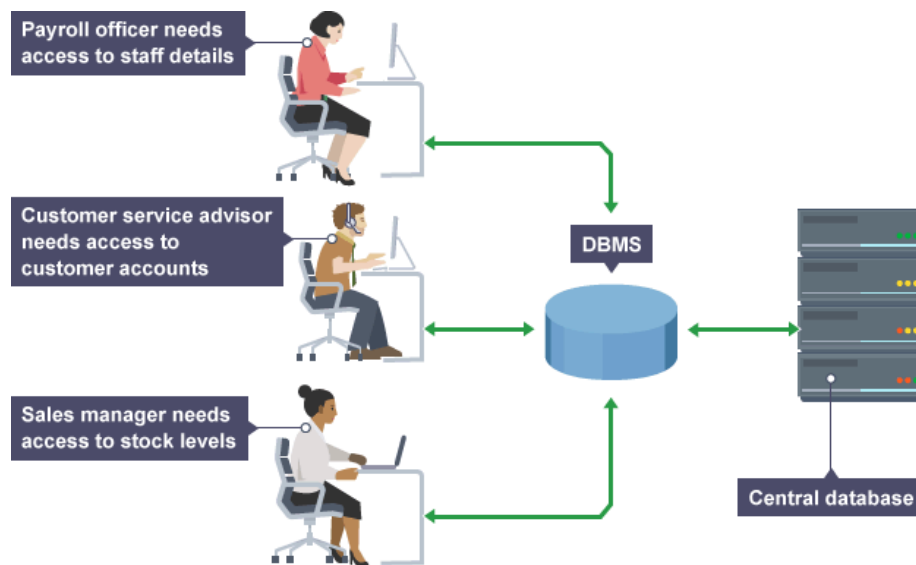 Payroll officer needs
access to staff details
Customer service advisor
needs access to
customer accounts
DBMS
Sales manager needs
access to stock levels
Central database